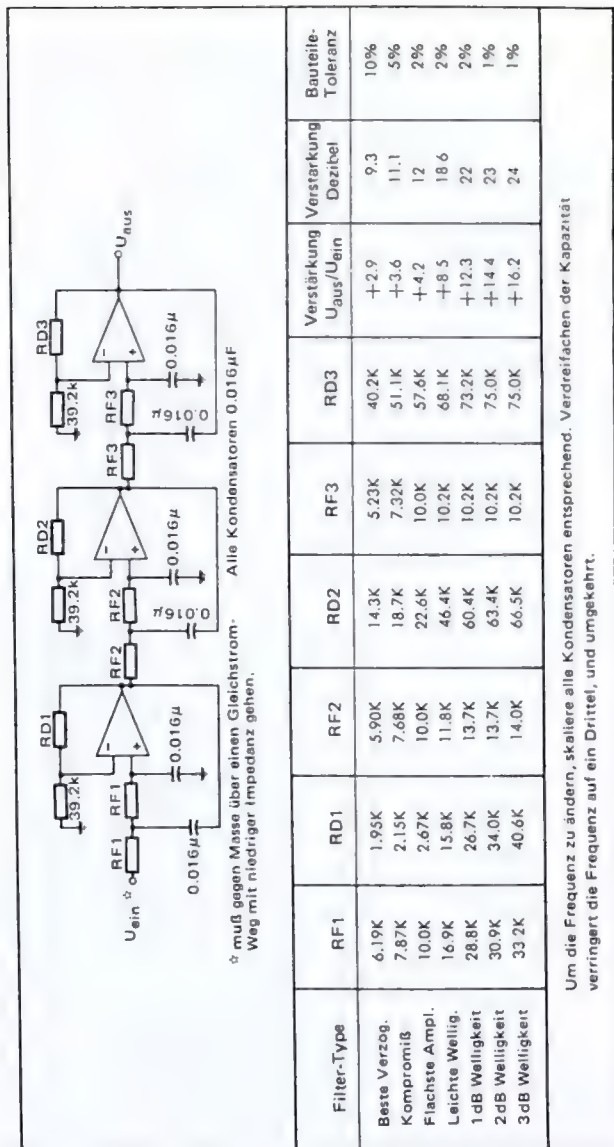 RD1
39.2k
−
+
RF1
RF1
Uein ☆
0.016µ
0.016µ
RD2
39.2k
−
+
RF2
RF2
0.016µ
0.016µ
RD3
39.2k
−
+
RF3
RF3
0.016µ
0.016µ
Uaus
☆ muß gegen Masse über einen Gleichstrom-
Weg mit niedriger Impedanz gehen.
Alle Kondensatoren 0.016µF
Filter-Type RF1 RD1 RF2 RD2 RF3 RD3 Verstärkung Uaus/Uein Verstarkung Dezibel Bauteile-Toleranz
Beste Verzog. 6.19K 1.95K 5.90K 14.3K 5.23K 40.2K +2.9 9.3 10%
Kompromiß 7.87K 2.15K 7.68K 18.7K 7.32K 51.1K +3.6 11.1 5%
Flachste Ampl. 10.0K 2.67K 10.0K 22.6K 10.0K 57.6K +4.2 12 2%
Leichte Wellig. 16.9K 15.8K 11.8K 46.4K 10.2K 68.1K +8.5 18 6 2%
1 dB Welligkeit 28.8K 26.7K 13.7K 60.4K 10.2K 73.2K +12.3 22 2%
2 dB Welligkeit 30.9K 34.0K 13.7K 63.4K 10.2K 75.0K +14.4 23 1%
3 dB Welligkeit 33.2K 40.6K 14.0K 66.5K 10.2K 75.0K +16.2 24 1%
Um die Frequenz zu ändern, skaliere alle Kondensatoren entsprechend. Verdreifachen der Kapazität
verringert die Frequenz auf ein Drittel, und umgekehrt.